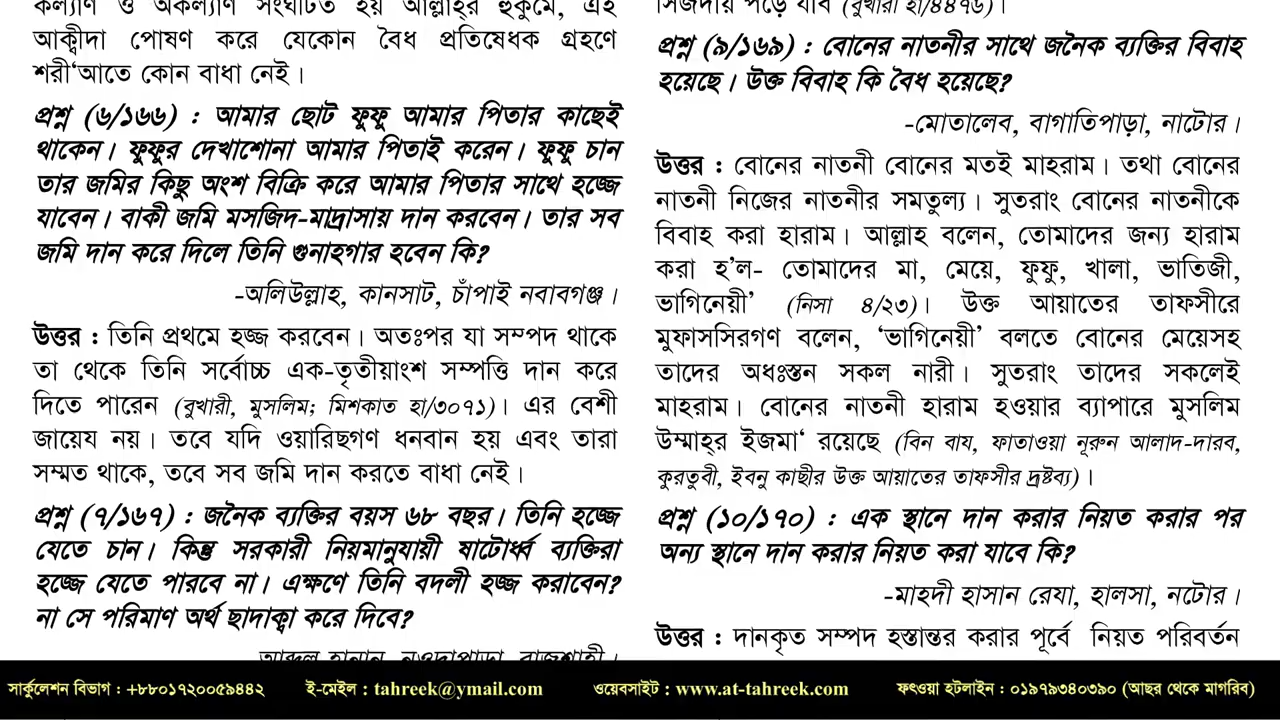 কল্যাণ ও অকল্যাণ সংঘটিত হয় আল্লাহ্‌র হুকুমে, এই
আক্বীদা পোষণ করে যেকোন বৈধ প্রতিষেধক গ্রহণে
শরী‘আতে কোন বাধা নেই।
প্রশ্ন (৬/১৬৬) : আমার ছোট ফুফু আমার পিতার কাছেই
থাকেন। ফুফুর দেখাশোনা আমার পিতাই করেন। ফুফু চান
তার জমির কিছু অংশ বিক্রি করে আমার পিতার সাথে হজ্জে
যাবেন। বাকী জমি মসজিদ-মাদ্রাসায় দান করবেন। তার সব
জমি দান করে দিলে তিনি গুনাহগার হবেন কি?
-অলিউল্লাহ, কানসাট, চাঁপাই নবাবগঞ্জ।
উত্তর : তিনি প্রথমে হজ্জ করবেন। অতঃপর যা সম্পদ থাকে
তা থেকে তিনি সর্বোচ্চ এক-তৃতীয়াংশ সম্পত্তি দান করে
দিতে পারেন (বুখারী, মুসলিম; মিশকাত হা/৩০৭১)। এর বেশী
জায়েয নয়। তবে যদি ওয়ারিছগণ ধনবান হয় এবং তারা
সম্মত থাকে, তবে সব জমি দান করতে বাধা নেই।
প্রশ্ন (৭/১৬৭) : জনৈক ব্যক্তির বয়স ৬৮ বছর। তিনি হজ্জে
যেতে চান। কিন্তু সরকারী নিয়মানুযায়ী ষাটোর্ধ্ব ব্যক্তিরা
হজ্জে যেতে পারবে না। এক্ষণে তিনি বদলী হজ্জ করাবেন?
না সে পরিমাণ অর্থ ছাদাক্বা করে দিবে?
আব্দুল হান্নান, নওদাপাড়া, রাজশাহী।
সিজদায় পড়ে যাব (বুখারী হা/৪৪৭৬)।
প্রশ্ন (৯/১৬৯) : বোনের নাতনীর সাথে জনৈক ব্যক্তির বিবাহ
হয়েছে। উক্ত বিবাহ কি বৈধ হয়েছে?
-মোতালেব, বাগাতিপাড়া, নাটোর।
উত্তর : বোনের নাতনী বোনের মতই মাহরাম। তথা বোনের
নাতনী নিজের নাতনীর সমতুল্য। সুতরাং বোনের নাতনীকে
বিবাহ করা হারাম। আল্লাহ বলেন, তোমাদের জন্য হারাম
করা হ’ল- তোমাদের মা, মেয়ে, ফুফু, খালা, ভাতিজী,
ভাগিনেয়ী’ (নিসা ৪/২৩)। উক্ত আয়াতের তাফসীরে
মুফাসসিরগণ বলেন, ‘ভাগিনেয়ী’ বলতে বোনের মেয়েসহ
তাদের অধঃস্তন সকল নারী। সুতরাং তাদের সকলেই
মাহরাম। বোনের নাতনী হারাম হওয়ার ব্যাপারে মুসলিম
উম্মাহ্‌র ইজমা‘ রয়েছে (বিন বায, ফাতাওয়া নূরুন আলাদ-দারব,
কুরতুবী, ইবনু কাছীর উক্ত আয়াতের তাফসীর দ্রষ্টব্য)।
প্রশ্ন (১০/১৭০) : এক স্থানে দান করার নিয়ত করার পর
অন্য স্থানে দান করার নিয়ত করা যাবে কি?
-মাহদী হাসান রেযা, হালসা, নটোর।
উত্তর : দানকৃত সম্পদ হস্তান্তর করার পূর্বে নিয়ত পরিবর্তন
সার্কুলেশন বিভাগ : +৮৮০১৭২০০৫৯৪৪২ ই-মেইল : tahreek@ymail.com ওয়েবসাইট : www.at-tahreek.com ফৎওয়া হটলাইন : ০১৯৭৯৩৪০৩৯০ (আছর থেকে মাগরিব)